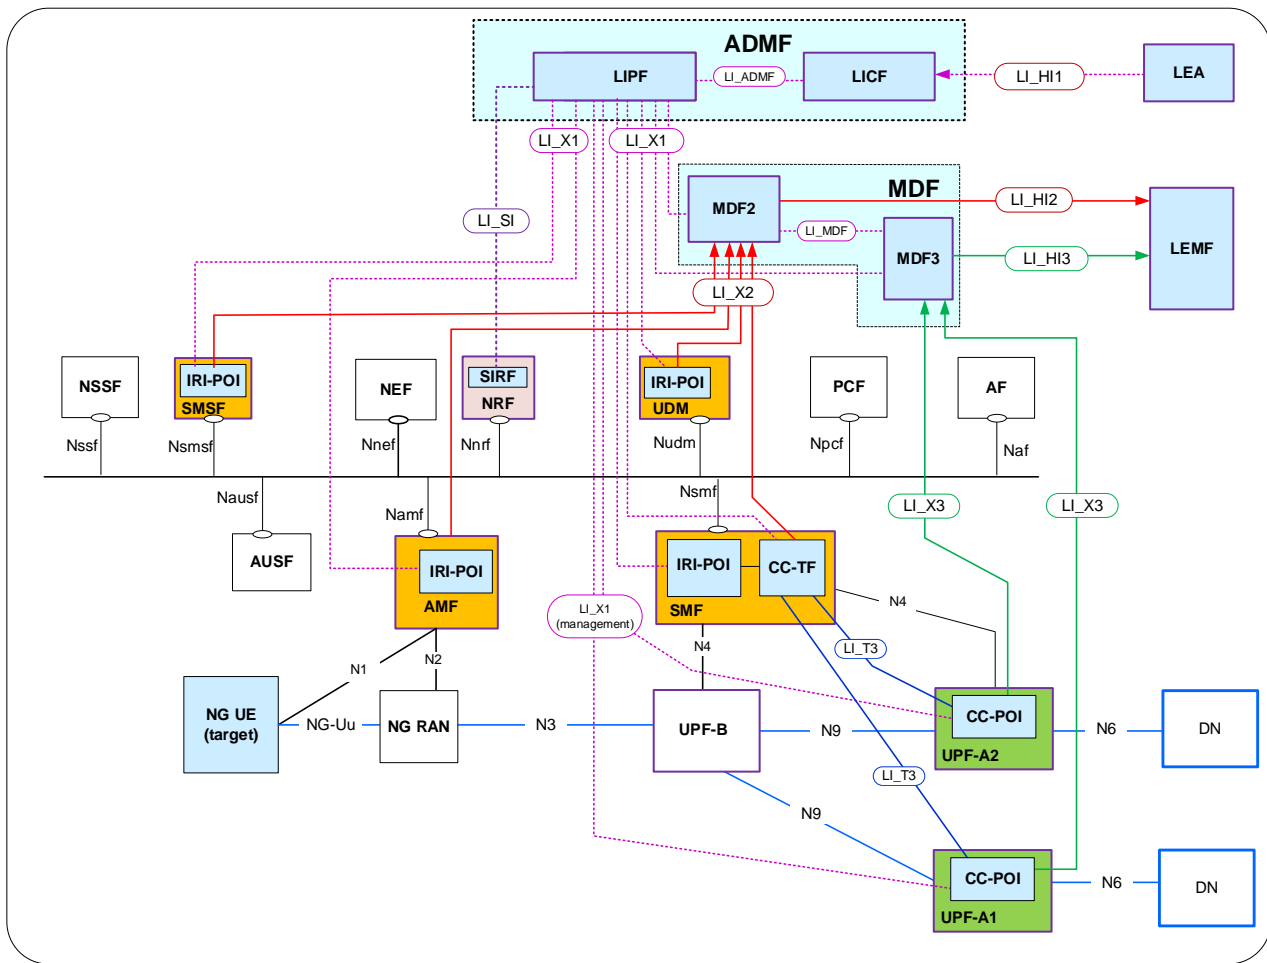 ADMF
LIPF
LI_ADMF
LICF
LI_HI1
LEA
LI_X1
LI_X1
MDF
MDF2
LI_HI2
LI_SI
LI_MDF
LEMF
MDF3
LI_HI3
LI_X2
NSSF
IRI-POI
SMSF
NEF
SIRF
NRF
IRI-POI
UDM
PCF
AF
Nssf
Nsmsf
Nnef
Nnrf
Nudm
Npcf
Naf
Nausf
Namf
Nsmf
LI_X3
LI_X3
AUSF
IRI-POI
AMF
IRI-POI
CC-TF
SMF
LI_X1
(management)
N4
N4
LI_T3
N1
N2
NG UE
(target)
NG-Uu
NG RAN
N3
UPF-B
N9
CC-POI
UPF-A2
N6
DN
LI_T3
N9
CC-POI
UPF-A1
N6
DN